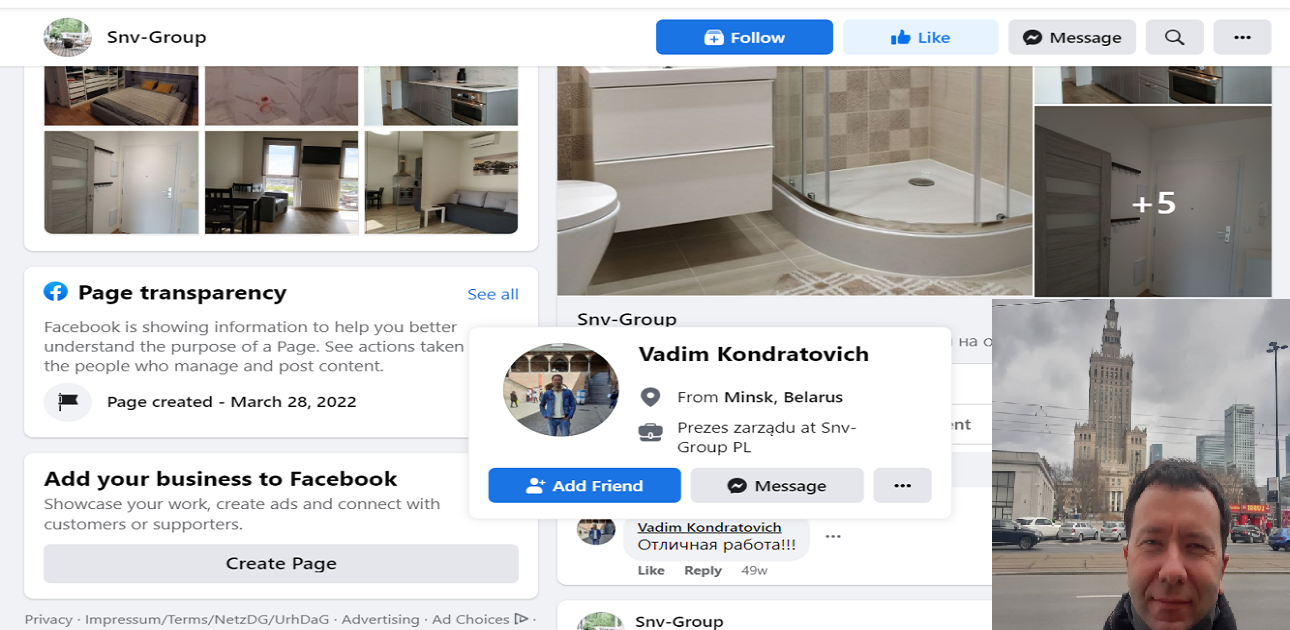 Snv-Group
Follow
Like
Message
+5
Page transparency
See all
Facebook is showing information to help you better
understand the purpose of a Page. See actions taken
the people who manage and post content.
Page created - March 28, 2022
Add your business to Facebook
Showcase your work, create ads and connect with
customers or supporters.
Create Page
Privacy · Impressum/Terms/NetzDG/UrhDaG · Advertising · Ad Choices ·
Snv-Group
на о
Vadim Kondratovich
From Minsk, Belarus
Prezes zarządu at Snv-
Group PL
Add Friend
Message
ent
Vadim Kondratovich
Отличная работа!!!
Like Reply 49w
Snv-Group